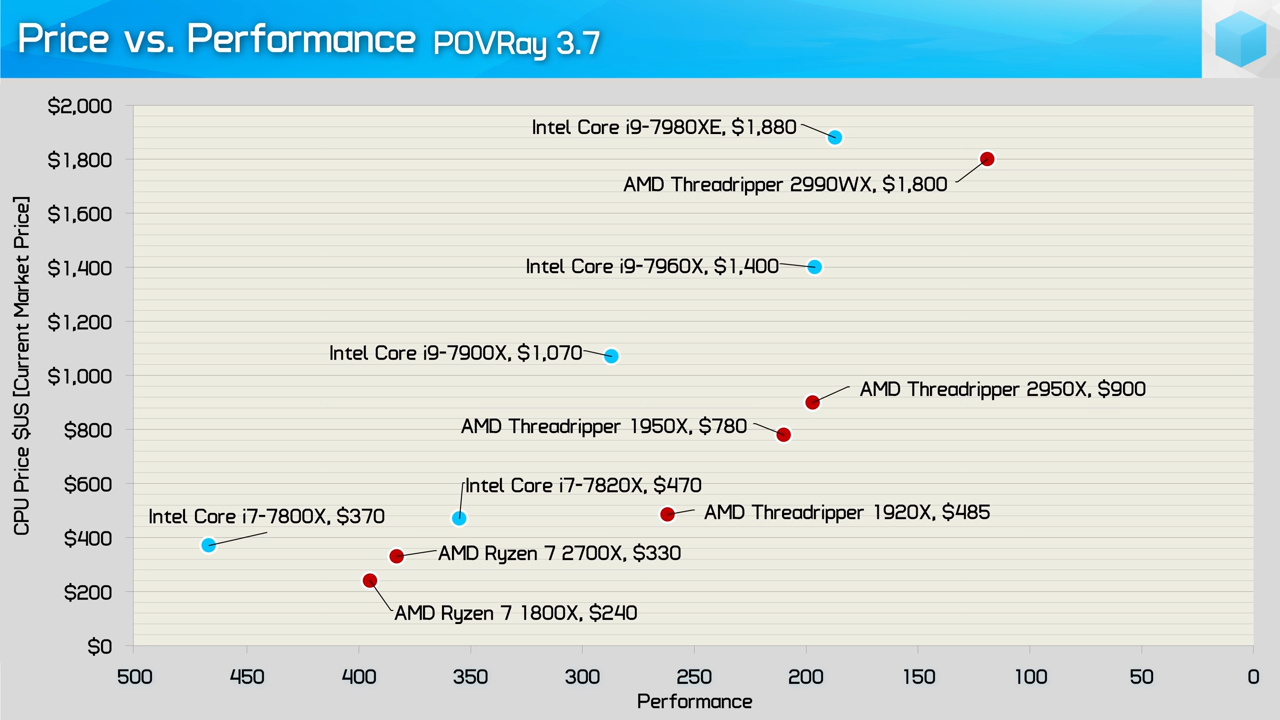 Price vs. Performance POVRay 3.7
CPU Price $US [Current Market Price]
$2,000
$1,800
$1,600
$1,400
$1,200
$1,000
$800
$600
$400
$200
$0
Intel Core i9-7980XE, $1,880
AMD Threadripper 2990WX, $1,800
Intel Core i9-7960X, $1,400
Intel Core i9-7900X, $1,070
AMD Threadripper 2950X, $900
AMD Threadripper 1950X, $780
Intel Core i7-7820X, $470
AMD Threadripper 1920X, $485
Intel Core i7-7800X, $370
AMD Ryzen 7 2700X, $330
AMD Ryzen 7 1800X, $240
500 450 400 350 300 250 200 150 100 50 0
Performance